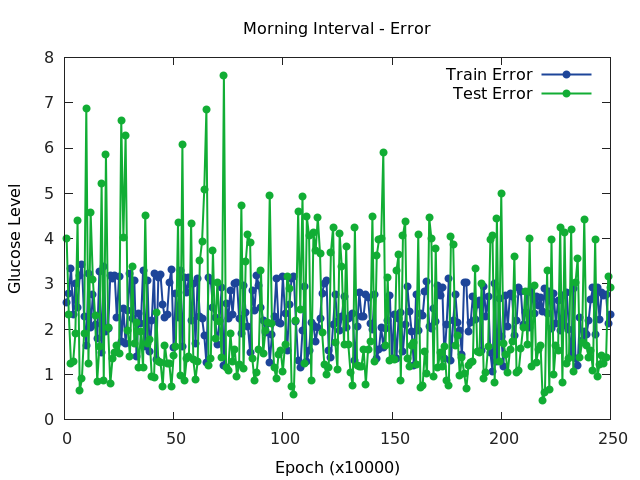 Morning Interval - Error
Train Error
Test Error
Glucose Level
8
7
6
5
4
3
2
1
0
0 50 100 150 200 250
Epoch (x10000)